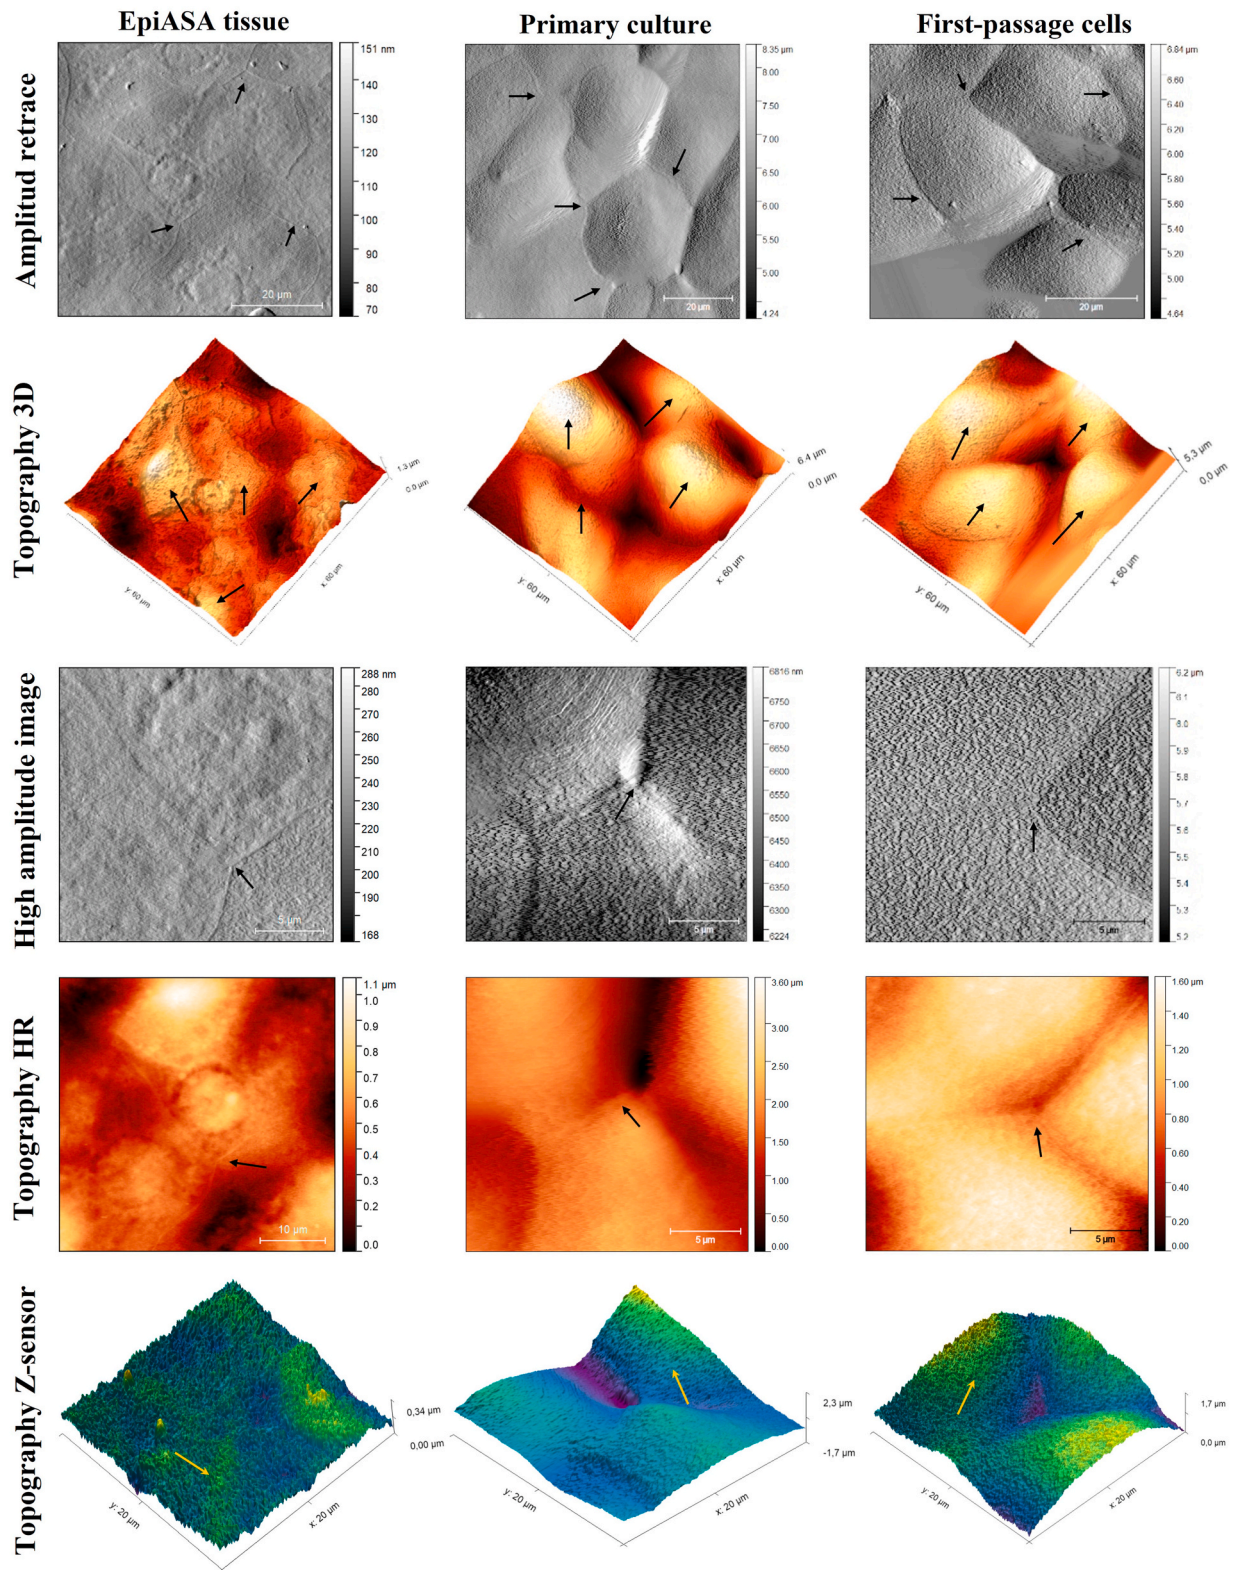 EpiASA tissue
Primary culture
First-passage cells
Amplitud retrace
151 nm
140
130
120
110
100
90
80
70
20 µm
8.35 µm
8.00
7.50
7.00
6.50
6.00
5.50
5.00
4.24
20 µm
6.84 µm
6.60
6.40
6.20
6.00
5.80
5.60
5.40
5.20
5.00
4.64
20 µm
Topography 3D
1.3 µm
0.0 µm
y: 60 µm
x: 60 µm
6.4 µm
0.0 µm
y: 60 µm
x: 60 µm
5.3 µm
0.0 µm
y: 60 µm
x: 60 µm
High amplitude image
288 nm
280
270
260
250
240
230
220
210
200
190
168
5 µm
6816 nm
6750
6700
6650
6600
6550
6500
6450
6400
6350
6300
6224
5 µm
6.2 µm
6.1
6.0
5.9
5.8
5.7
5.6
5.5
5.4
5.3
5.2
5 µm
Topography HR
1.1 µm
1.0
0.9
0.8
0.7
0.6
0.5
0.4
0.3
0.2
0.0
10 µm
3.60 µm
3.00
2.50
2.00
1.50
1.00
0.50
0.00
5 µm
1.60 µm
1.40
1.20
1.00
0.80
0.60
0.40
0.20
0.00
5 µm
Topography Z-sensor
0,34 µm
0,00 µm
y: 20 µm
x: 20 µm
2,3 µm
-1,7 µm
y: 20 µm
x: 20 µm
1,7 µm
0,0 µm
y: 20 µm
x: 20 µm